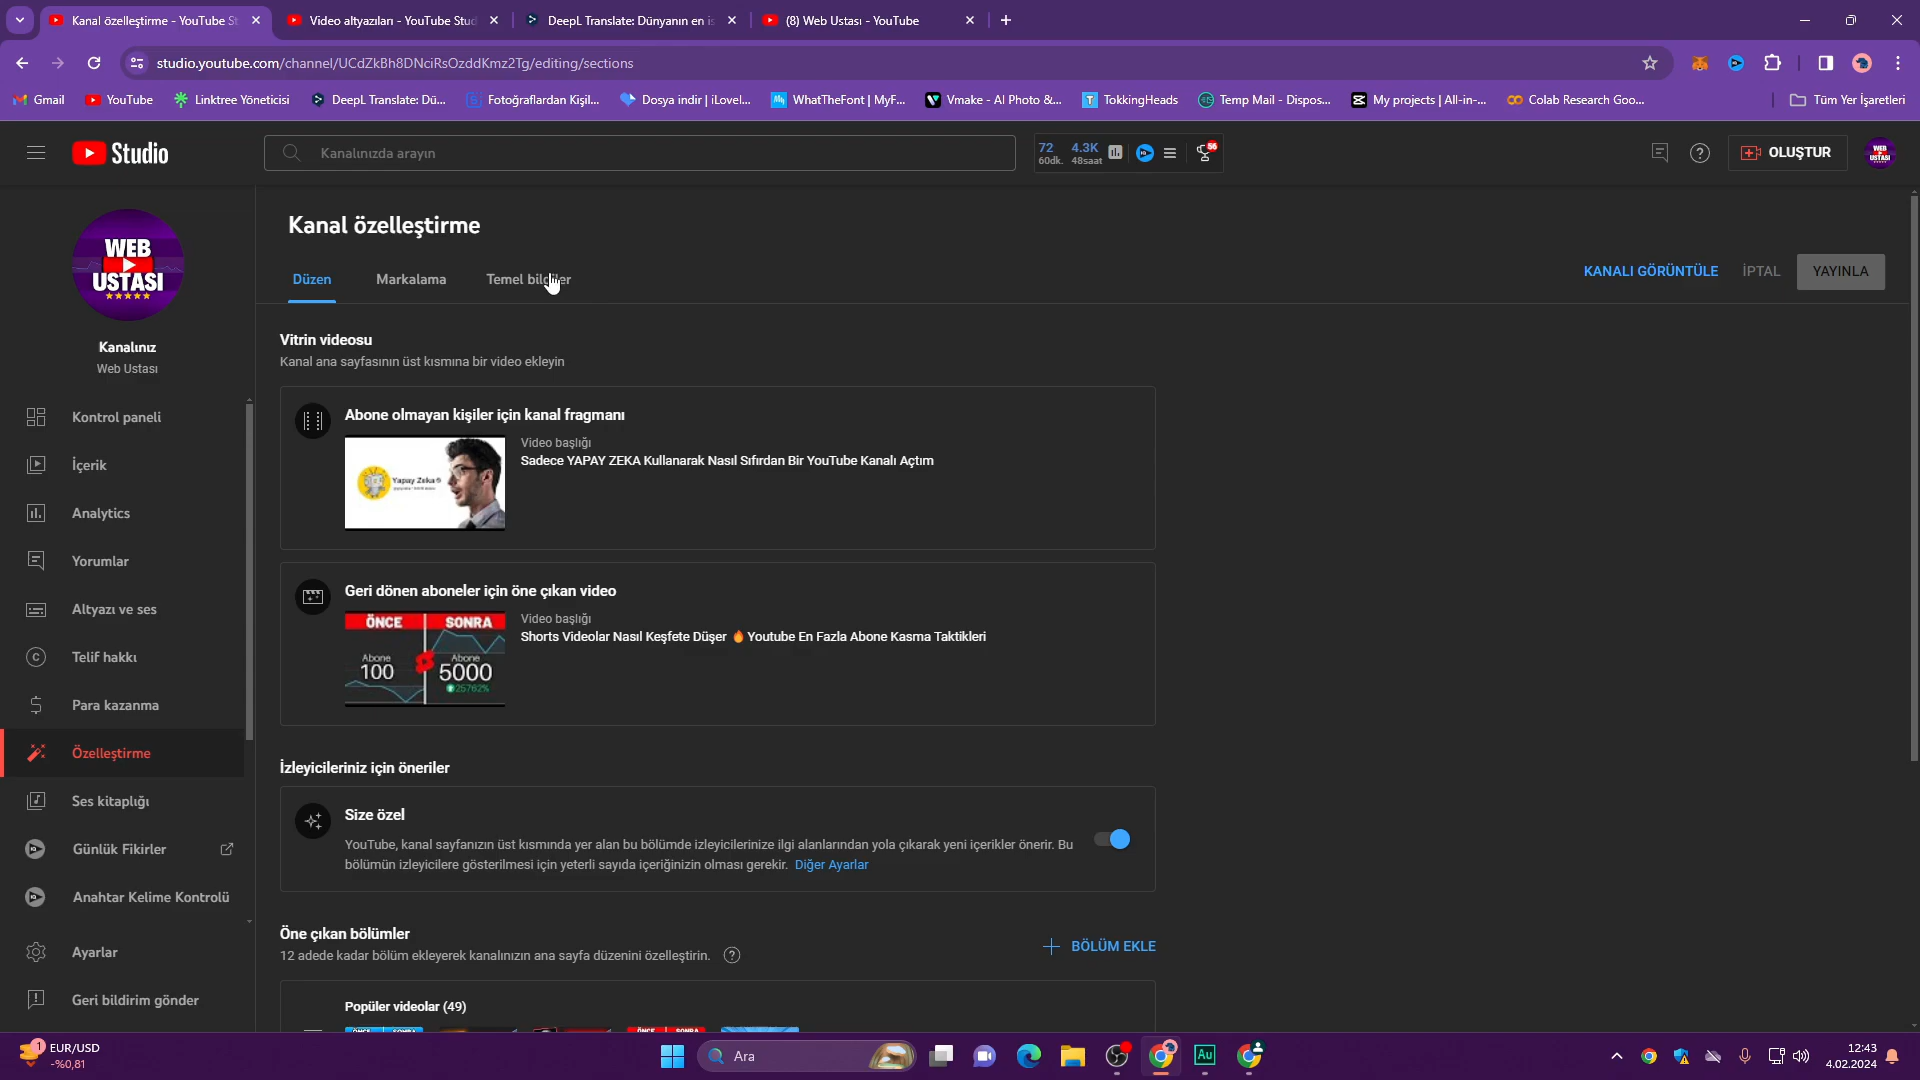 Kanal özelleştirme - YouTube St
Video altyazıları - YouTube Stud
DeepL Translate: Dünyanın en is
(8) Web Ustası - YouTube
studio.youtube.com/channel/UCdZkBh8DNciRsOzddKmz2Tg/editing/sections
Gmail
YouTube
Linktree Yöneticisi
DeepL Translate: Dü...
Fotoğraflardan Kişil...
Dosya indir | iLovel...
WhatTheFont | MyF...
Vmake - AI Photo &...
TokkingHeads
Temp Mail - Dispos...
My projects | All-in-...
Colab Research Goo...
Tüm Yer İşaretleri
Studio
Kanalınızda arayın
72
60dk.
4.3K
48saat
56
OLUŞTUR
WEB
USTASI
Kanal özelleştirme
Düzen
Markalama
Temel bilgiler
KANALI GÖRÜNTÜLE
İPTAL
YAYINLA
WEB
USTASI
Kanalınız
Web Ustası
Kontrol paneli
İçerik
Analytics
Yorumlar
Altyazı ve ses
Telif hakkı
Para kazanma
Özelleştirme
Ses kitaplığı
Günlük Fikirler
Anahtar Kelime Kontrolü
Ayarlar
Geri bildirim gönder
Vitrin videosu
Kanal ana sayfasının üst kısmına bir video ekleyin
Abone olmayan kişiler için kanal fragmanı
Yapay Zeka
Video başlığı
Sadece YAPAY ZEKA Kullanarak Nasıl Sıfırdan Bir YouTube Kanalı Açtım
Geri dönen aboneler için öne çıkan video
ÖNCE
SONRA
Abone
100
Abone
5000
25762%
Video başlığı
Shorts Videolar Nasıl Keşfete Düşer 🔥 Youtube En Fazla Abone Kasma Taktikleri
İzleyicileriniz için öneriler
Size özel
YouTube, kanal sayfanızın üst kısmında yer alan bu bölümde izleyicilerinize ilgi alanlarından yola çıkarak yeni içerikler önerir. Bu
bölümün izleyicilere gösterilmesi için yeterli sayıda içeriğinizin olması gerekir. Diğer Ayarlar
Öne çıkan bölümler
12 adede kadar bölüm ekleyerek kanalınızın ana sayfa düzenini özelleştirin.
BÖLÜM EKLE
Popüler videolar (49)
1
EUR/USD
-%0,81
Ara
Au
12:43
4.02.2024